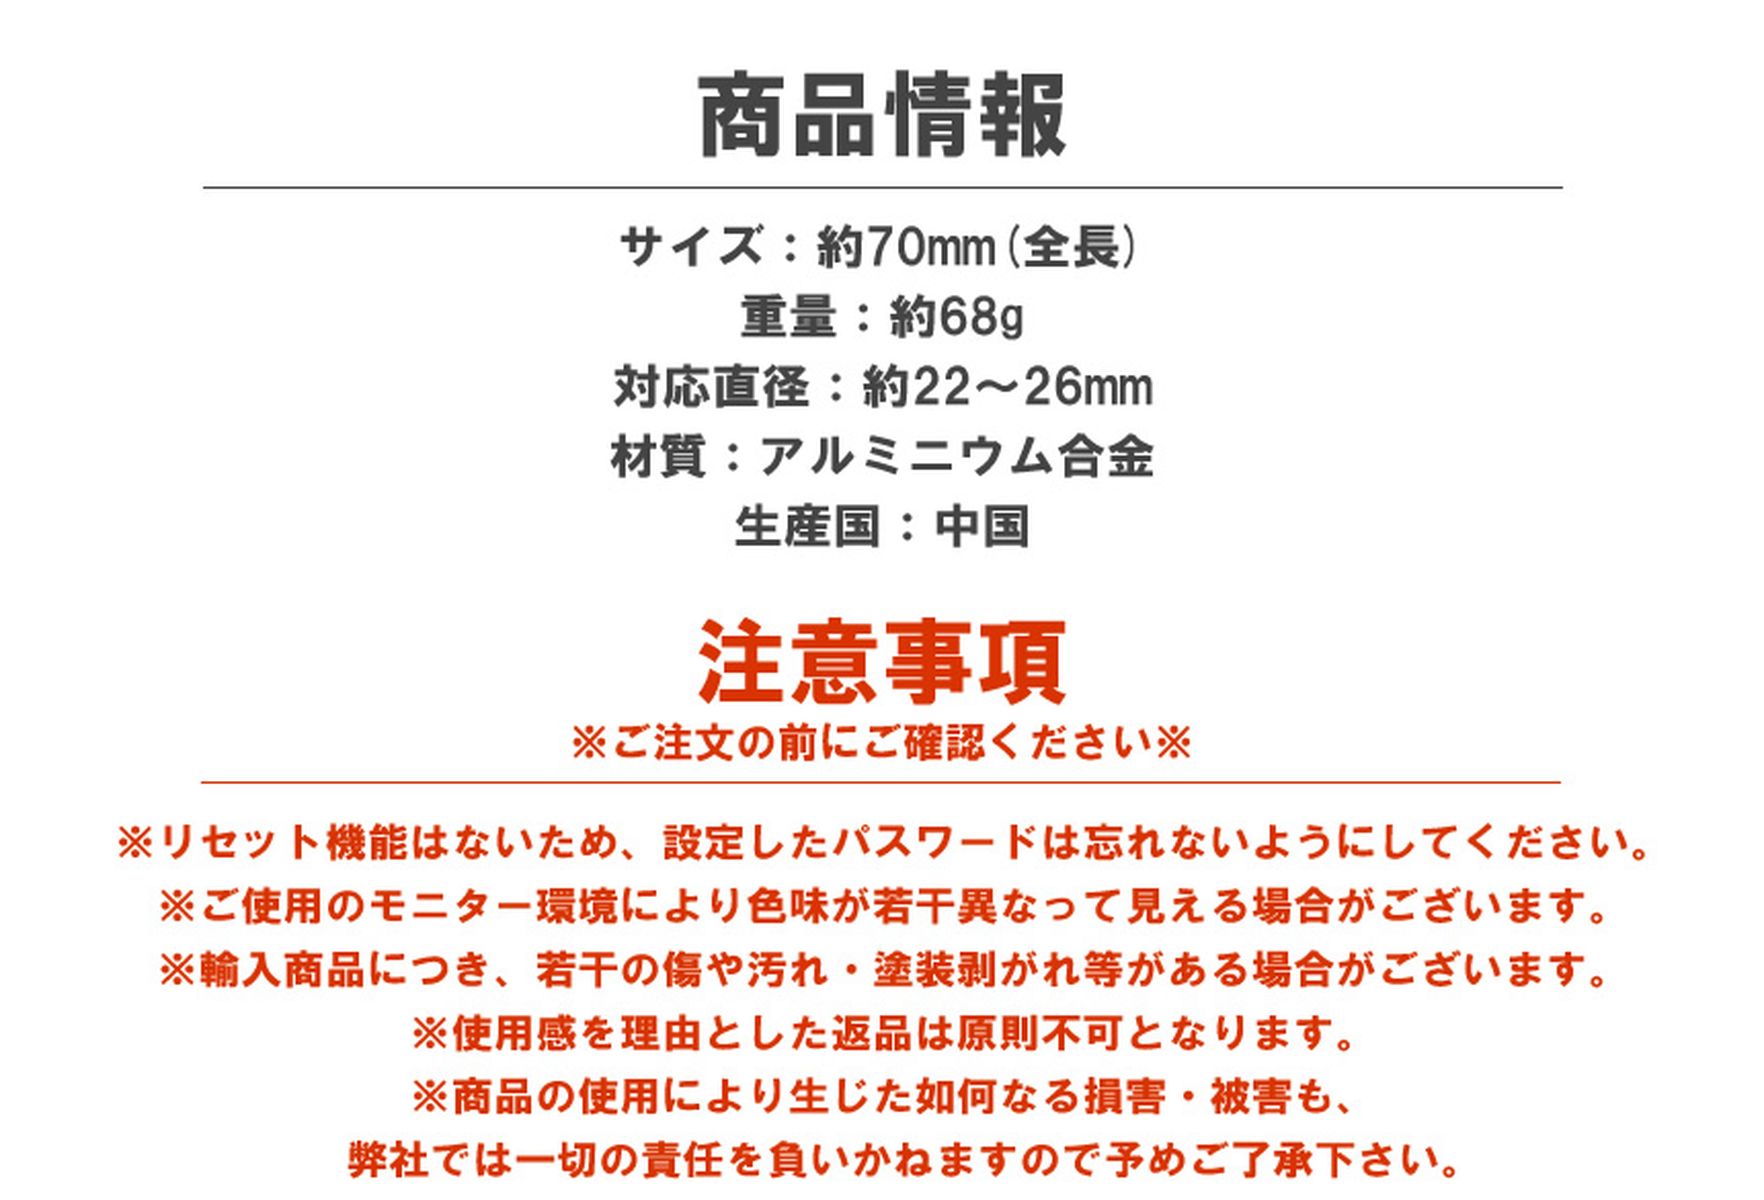 商品情報
サイズ：約70mm(全長)
重量：約68g
対応直径：約22～26mm
材質：アルミニウム合金
生産国：中国
注意事項
※ご注文の前にご確認ください※
※リセット機能はないため、設定したパスワードは忘れないようにしてください。
※ご使用のモニター環境により色味が若干異なって見える場合がございます。
※輸入商品につき、若干の傷や汚れ・塗装剥がれ等がある場合がございます。
※使用感を理由とした返品は原則不可となります。
※商品の使用により生じた如何なる損害・被害も、
弊社では一切の責任を負いかねますので予めご了承下さい。